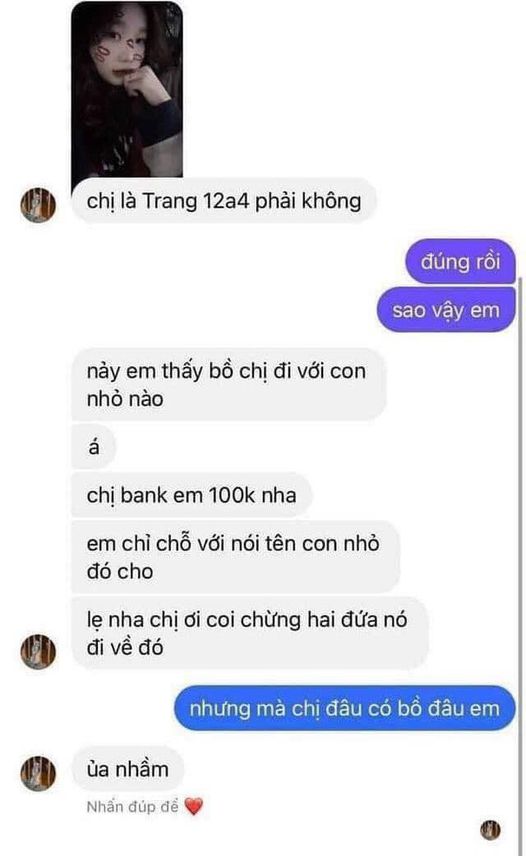 chị là Trang 12a4 phải không
đúng rồi
sao vậy em
nảy em thấy bồ chị đi với con
nhỏ nào
á
chị bank em 100k nha
em chỉ chỗ với nói tên con nhỏ
đó cho
lẹ nha chị ơi coi chừng hai đứa nó
đi về đó
nhưng mà chị đâu có bồ đâu em
ủa nhầm
Nhấn đúp để ❤️